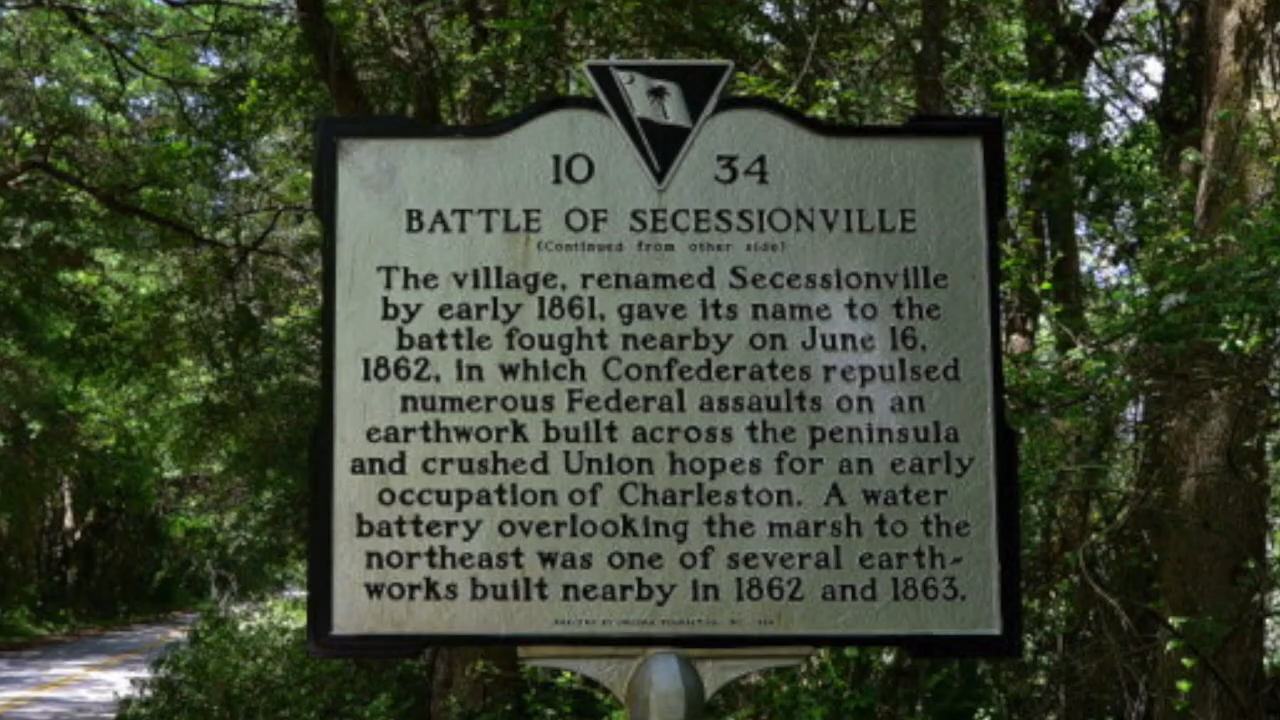 10 34
BATTLE OF SECESSIONVILLE
(Continued from other side)
The village, renamed Secessionville
by early 1861, gave its name to the
battle fought nearby on June 16,
1862, in which Confederates repulsed
numerous Federal assaults on an
earthwork built across the peninsula
and crushed Union hopes for an early
occupation of Charleston. A water
battery overlooking the marsh to the
northeast was one of several earth-
works built nearby in 1862 and 1863.